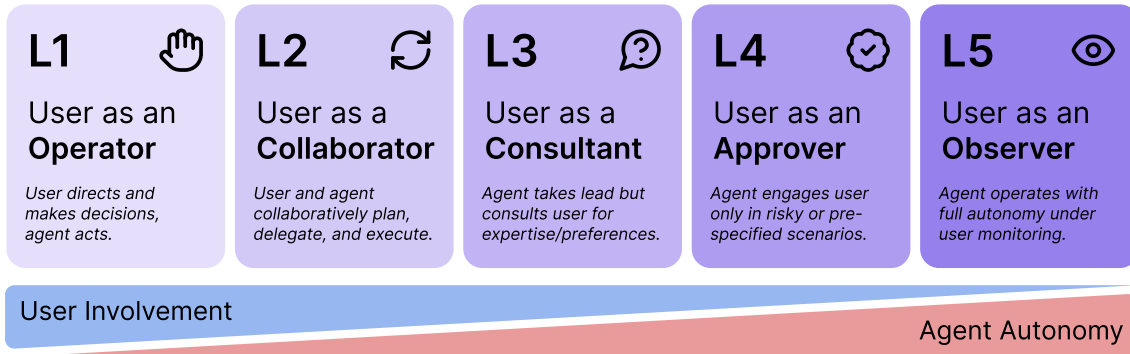 L1
User as an
Operator
User directs and
makes decisions,
agent acts.
L2
User as a
Collaborator
User and agent
collaboratively plan,
delegate, and execute.
L3
User as a
Consultant
Agent takes lead but
consults user for
expertise/preferences.
L4
User as an
Approver
Agent engages user
only in risky or pre-
specified scenarios.
L5
User as an
Observer
Agent operates with
full autonomy under
user monitoring.
User Involvement
Agent Autonomy